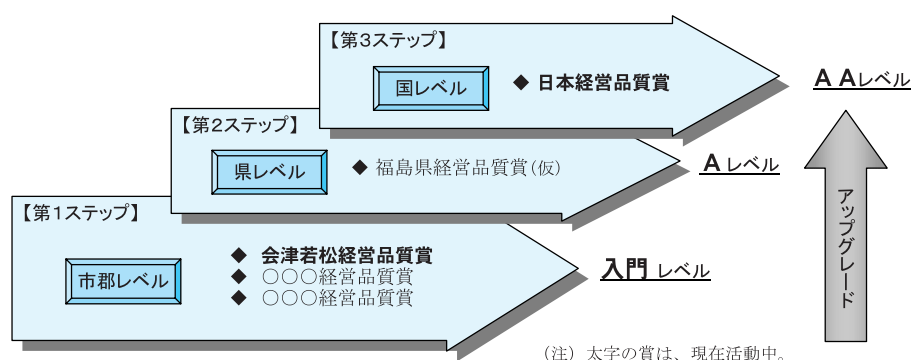 【第3ステップ】
国レベル
◆ 日本経営品質賞
AAレベル
【第2ステップ】
県レベル
◆ 福島県経営品質賞(仮)
Aレベル
【第1ステップ】
市郡レベル
◆ 会津若松経営品質賞
◆ ○○○経営品質賞
◆ ○○○経営品質賞
入門 レベル
アップグレード
(注) 太字の賞は、現在活動中。